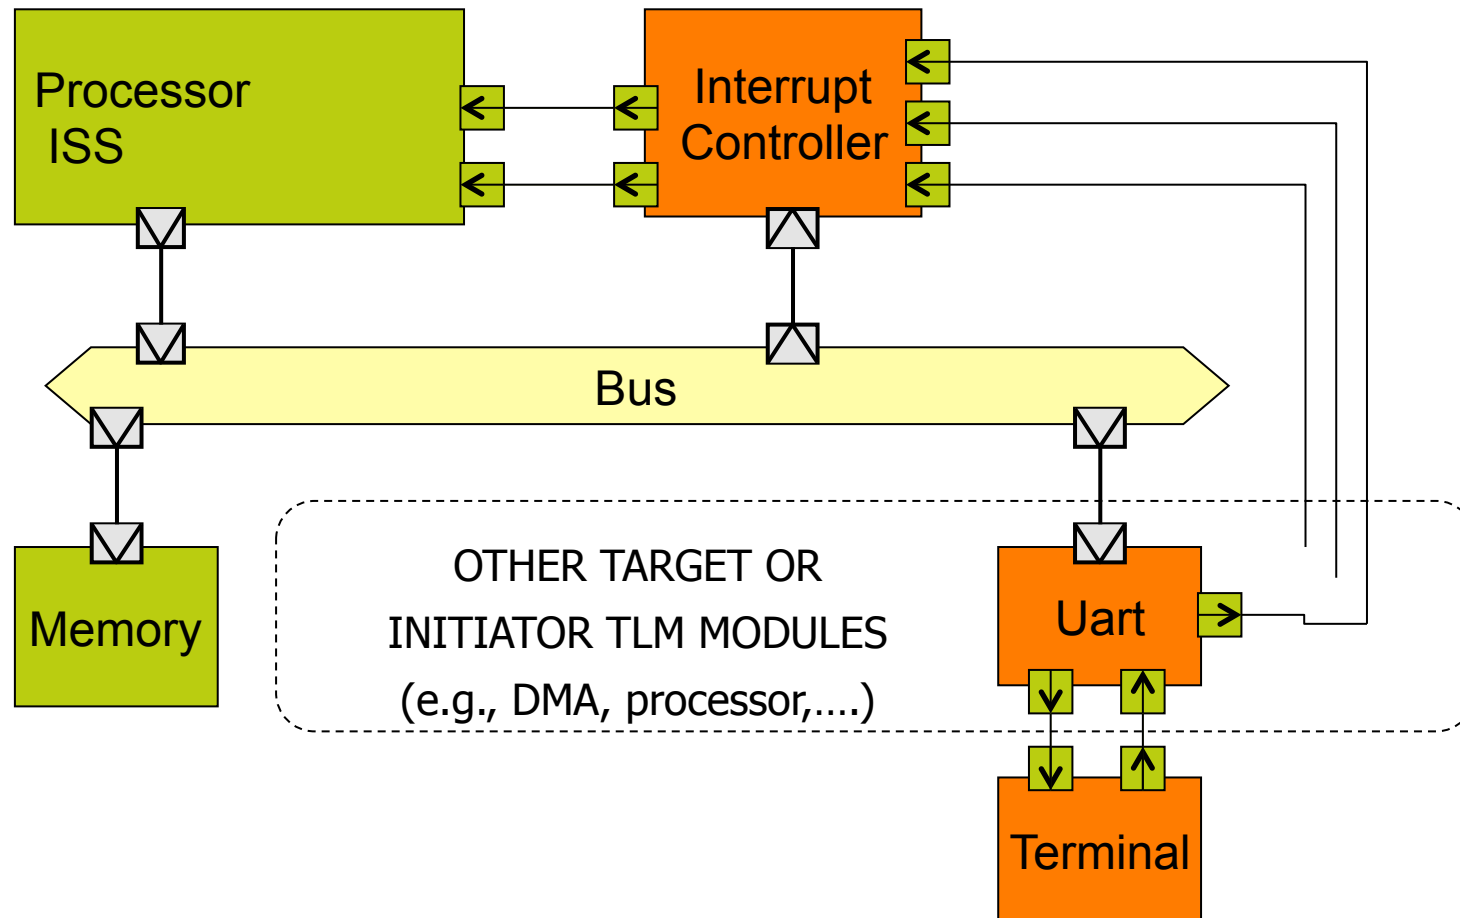 Processor
ISS
Interrupt
Controller
Bus
OTHER TARGET OR
INITIATOR TLM MODULES
(e.g., DMA, processor,....)
Memory
Uart
Terminal